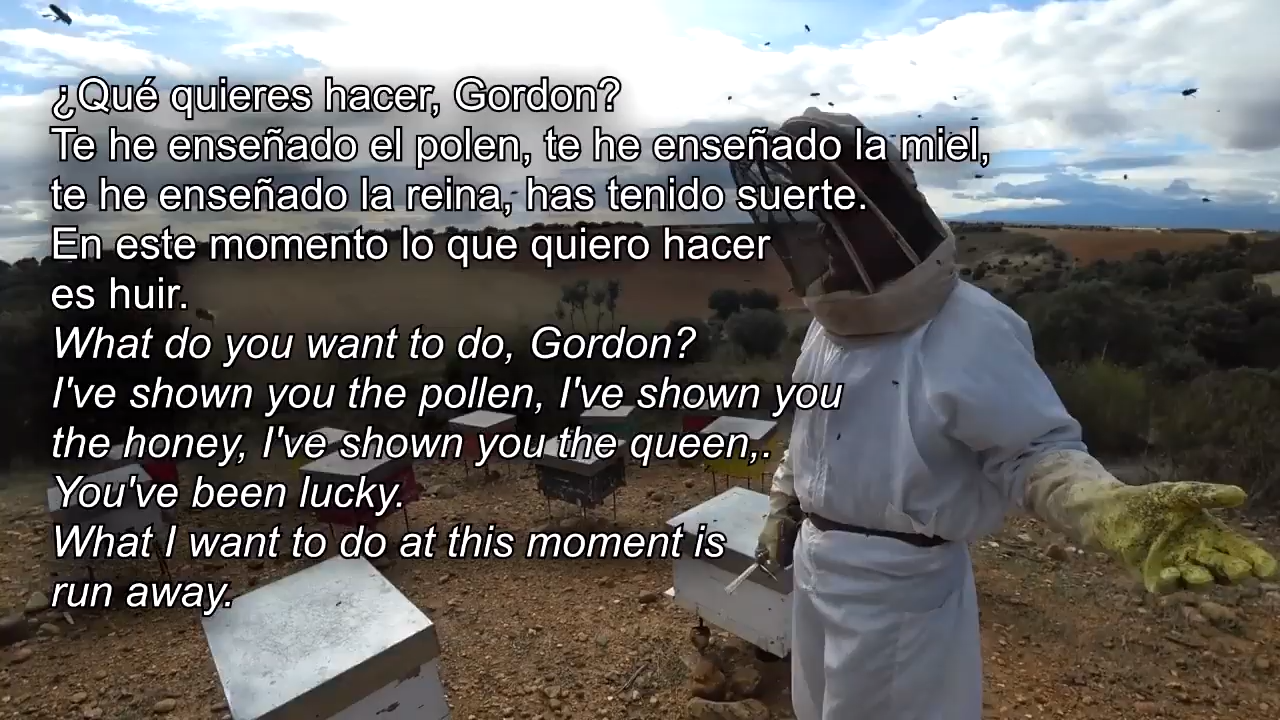 ¿Qué quieres hacer, Gordon?
Te he enseñado el polen, te he enseñado la miel,
te he enseñado la reina, has tenido suerte.
En este momento lo que quiero hacer
es huir.
What do you want to do, Gordon?
I've shown you the pollen, I've shown you
the honey, I've shown you the queen,.
You've been lucky.
What I want to do at this moment is
run away.